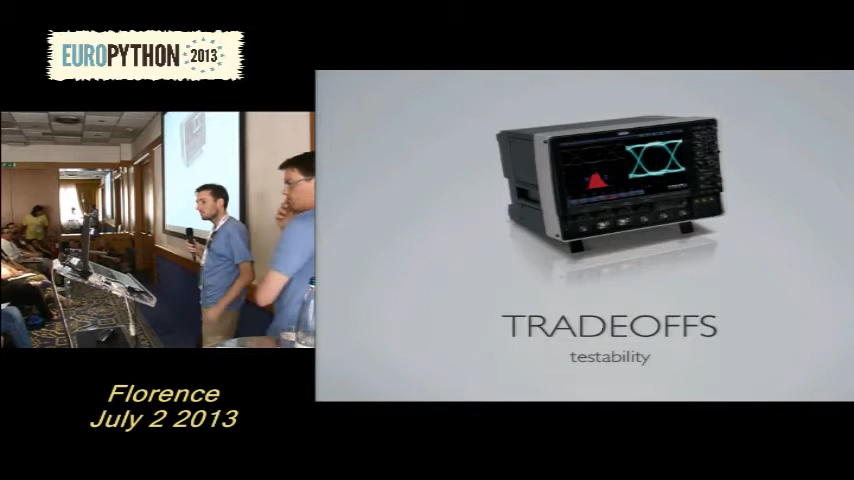 EUROPYTHON 2013
TRADEOFFS
testability
Florence
July 2 2013